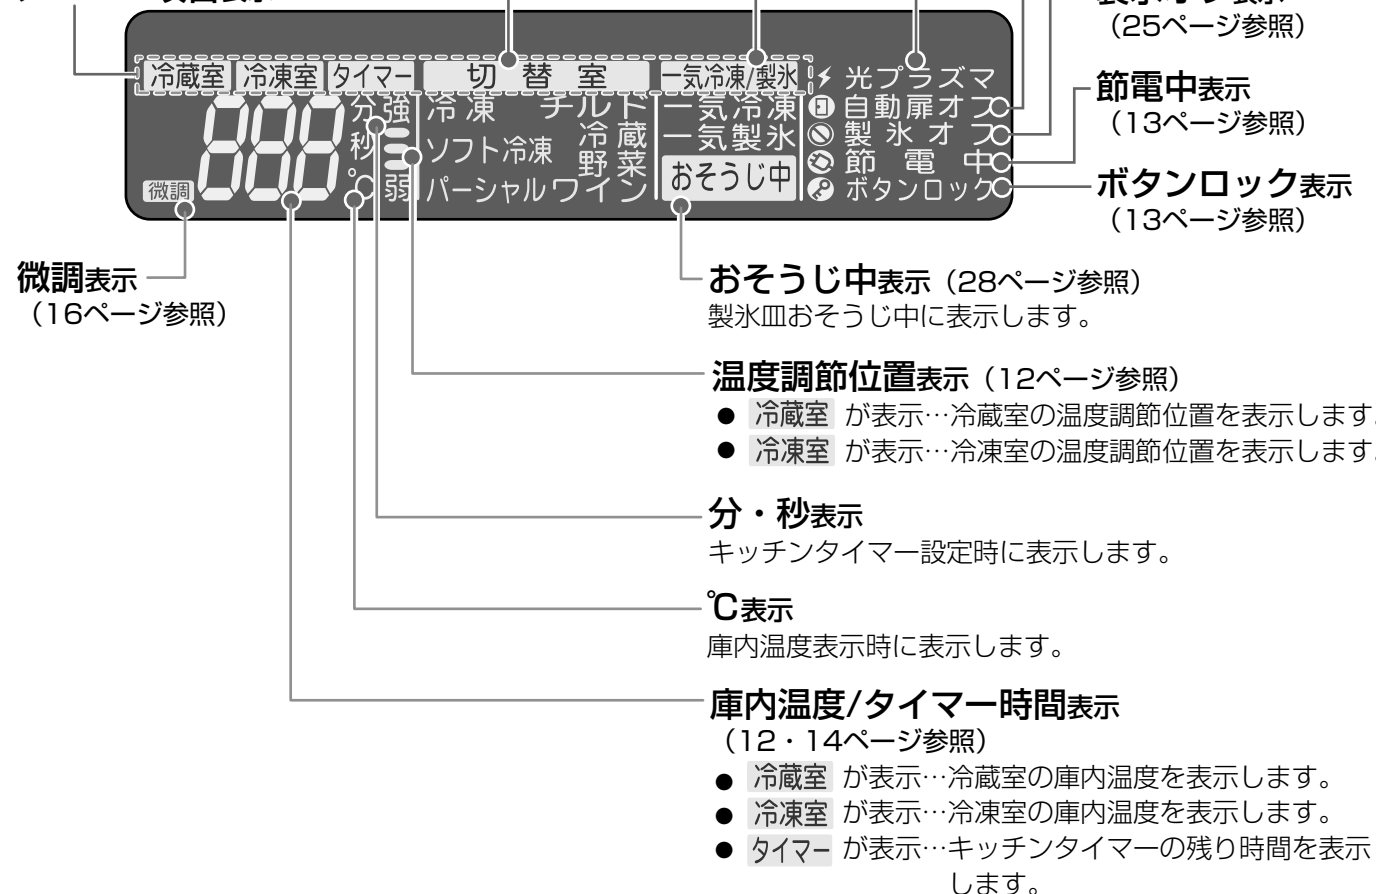 （25ページ参照）
冷蔵室 冷凍室 タイマー 切替室 一気冷凍/製氷 光プラズマ
888 分 強 冷凍 チルド 一気冷凍 自動扉オフ
秒 ソフト冷凍 冷蔵 一気製氷 製氷オフ
野菜 おそうじ中 節電中
微調 ℃ 弱 パーシャル ワイン ボタンロック
節電中表示
（13ページ参照）
ボタンロック表示
（13ページ参照）
微調表示
（16ページ参照）
おそうじ中表示（28ページ参照）
製氷皿おそうじ中に表示します。
温度調節位置表示（12ページ参照）
● 冷蔵室 が表示…冷蔵室の温度調節位置を表示します。
● 冷凍室 が表示…冷凍室の温度調節位置を表示します。
分・秒表示
キッチンタイマー設定時に表示します。
℃表示
庫内温度表示時に表示します。
庫内温度/タイマー時間表示
（12・14ページ参照）
● 冷蔵室 が表示…冷蔵室の庫内温度を表示します。
● 冷凍室 が表示…冷凍室の庫内温度を表示します。
● タイマー が表示…キッチンタイマーの残り時間を表示
します。